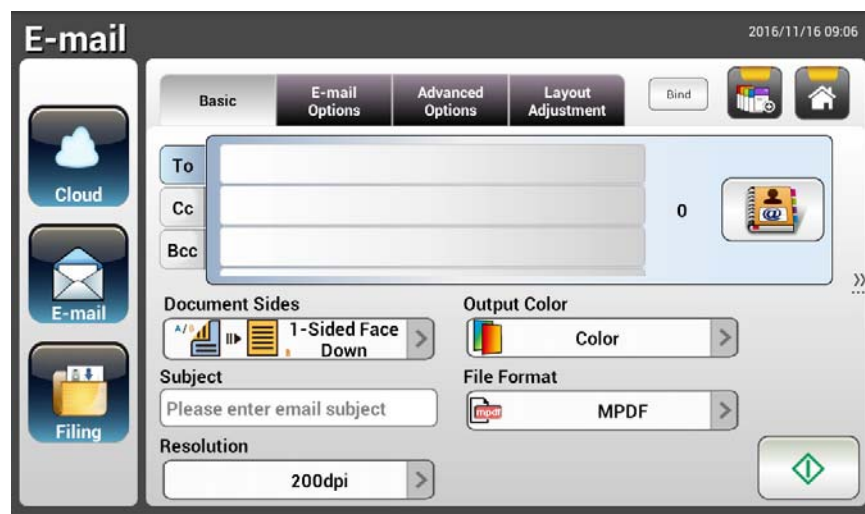 E-mail
2016/11/16 09:06
Basic
E-mail
Options
Advanced
Options
Layout
Adjustment
Bind
Cloud
To
Cc
0
@
Bcc
E-mail
Document Sides
Output Color
A/B
1-Sided Face
Down
Color
Subject
File Format
Please enter email subject
mpdf
MPDF
Filing
Resolution
200dpi